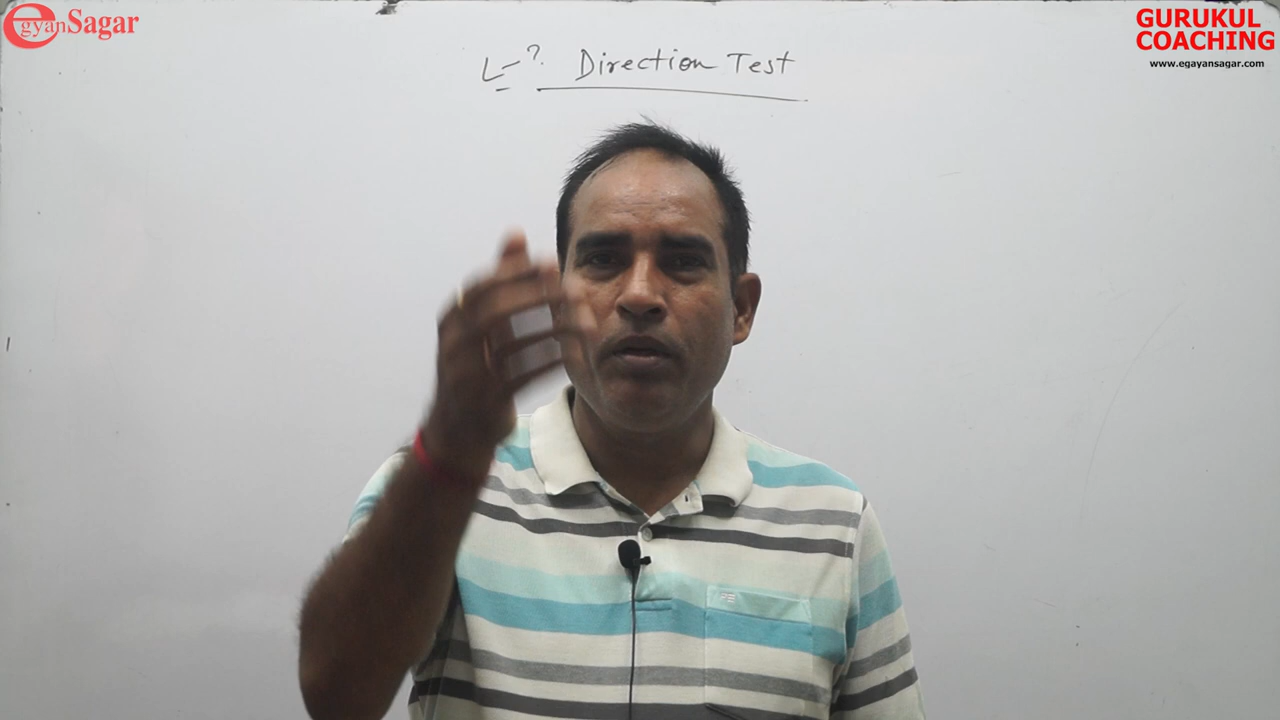 egyanSagar
GURUKUL
COACHING
www.egayansagar.com
L-? Direction Test